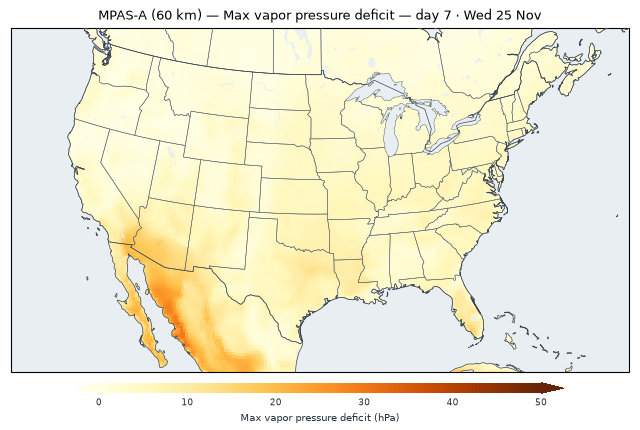 MPAS-A (60 km) — Max vapor pressure deficit — day 7 · Wed 25 Nov
0 10 20 30 40 50
Max vapor pressure deficit (hPa)